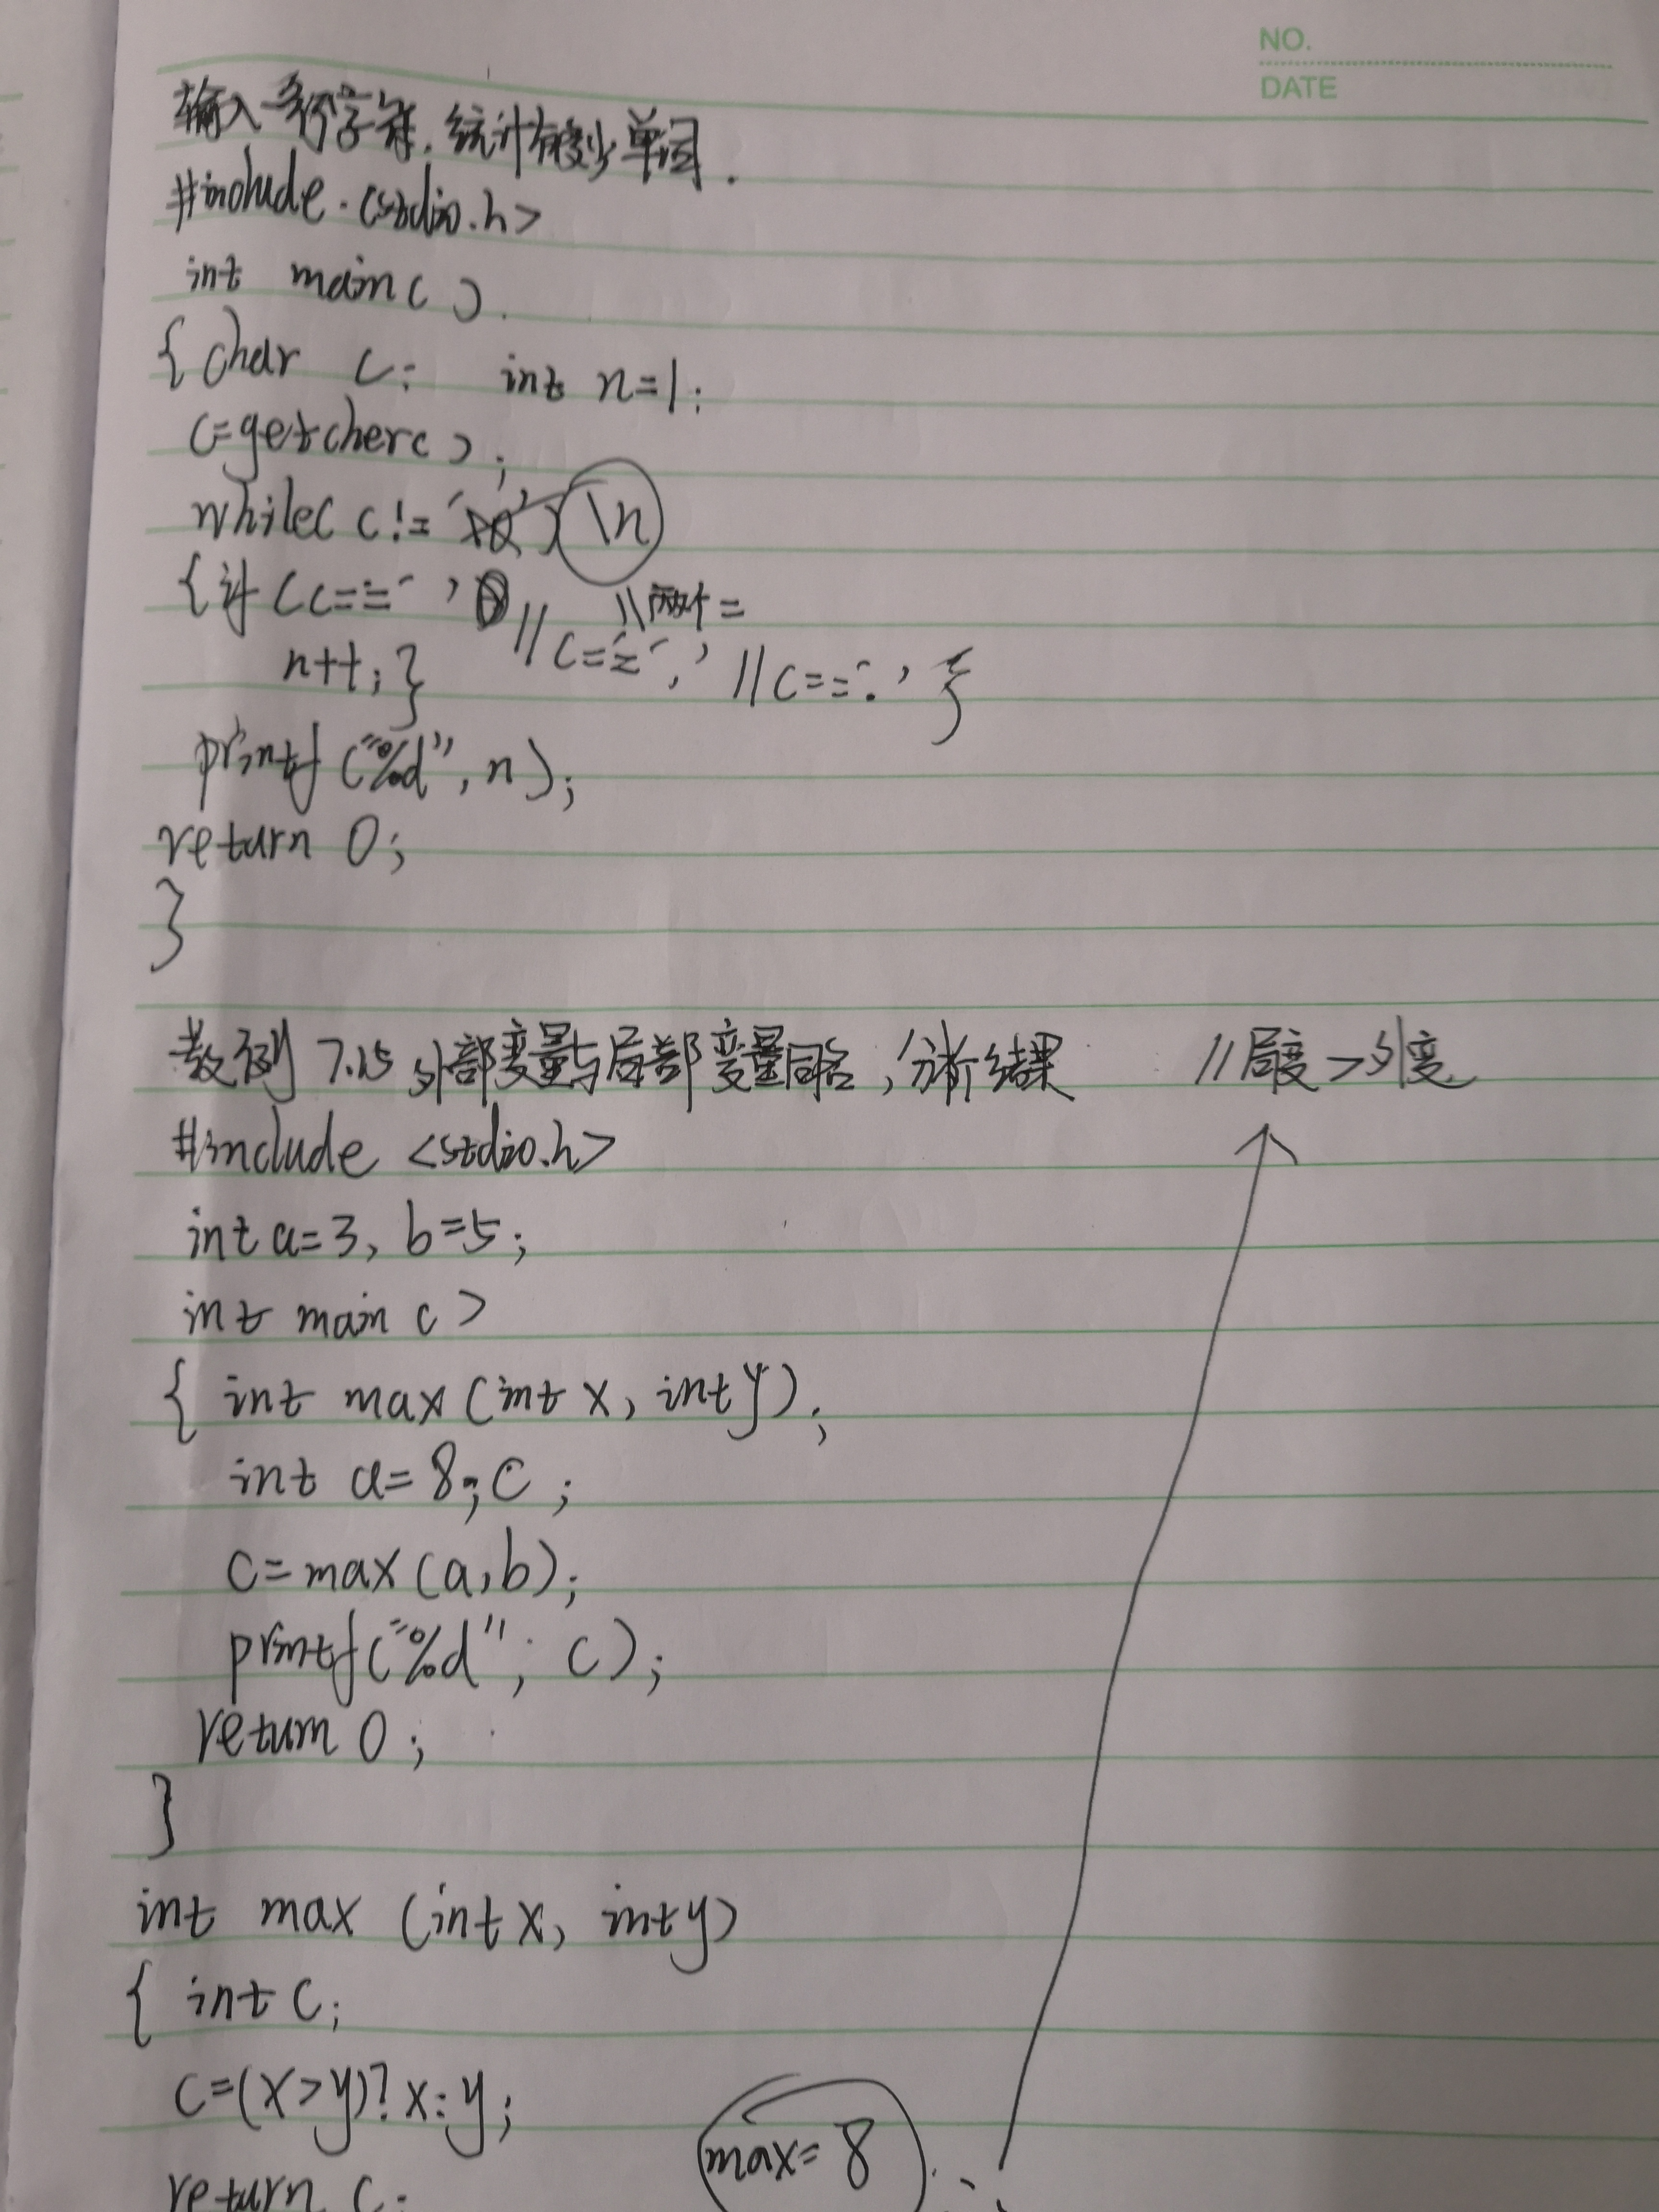 NO.
DATE
输入一行字符,统计有多少单词.
#include <stdio.h>
int main()
{ char c; int n=1;
c=getchar();
while(c!=' ') \n
{if (c==' ' //两个=
//c==',' //c=='.' }
n++;}
printf("%d", n);
return 0;
}
教例 7.15 外部变量与局部变量同名,分析结果 //局变>外变
#include <stdio.h>
int a=3, b=5;
int main()
{ int max(int x, int y);
int a=8; c;
c=max(a,b);
printf("%d"; c);
return 0;
}
int max (int x, int y)
{ int c;
c=(x>y)?x:y;
return c;
max=8